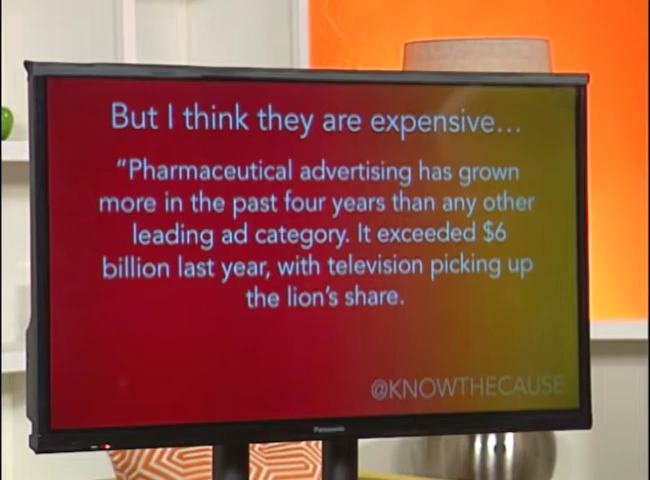 But I think they are expensive...
“Pharmaceutical advertising has grown
more in the past four years than any other
leading ad category. It exceeded $6
billion last year, with television picking up
the lion's share.
@KNOWTHECAUSE
Panasonic